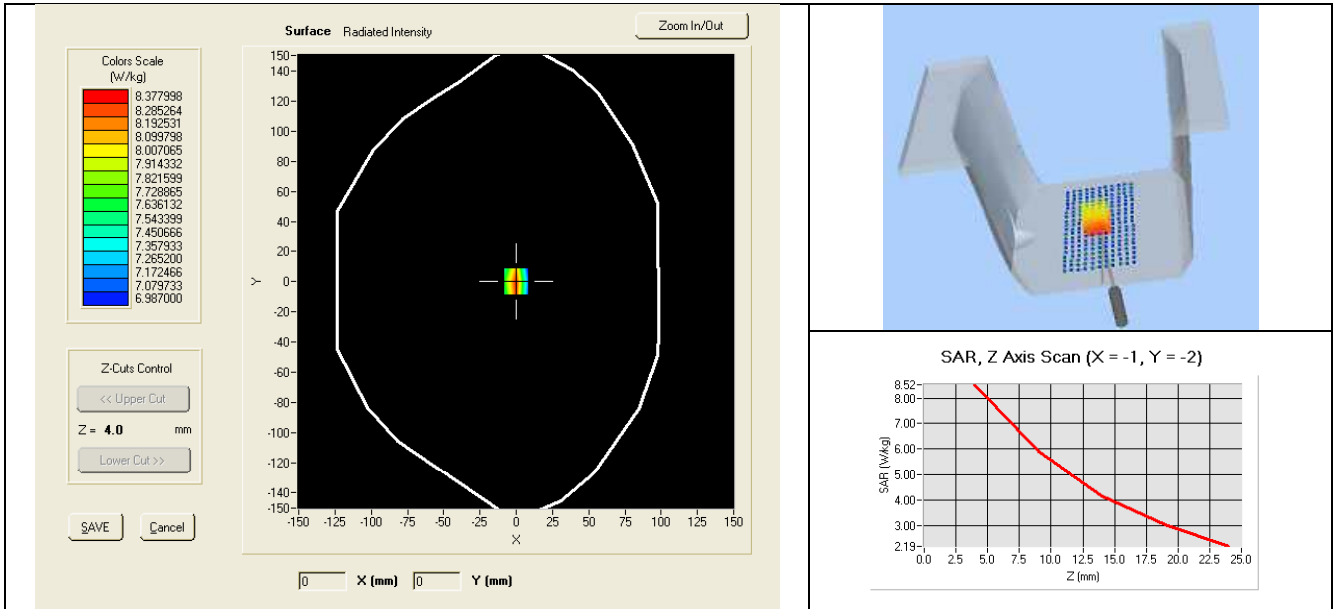 Surface Radiated Intensity
Zoom In/Out
Colors Scale
(W/kg)
8.377998
8.285264
8.192531
8.099798
8.007065
7.914332
7.821599
7.728865
7.636132
7.543399
7.450666
7.357933
7.265200
7.172466
7.079733
6.987000
Z-Cuts Control
<< Upper Cut
Z = 4.0 mm
Lower Cut >>
SAVE Cancel
150
140
120
100
80
60
40
20
0
-20
-40
-60
-80
-100
-120
-140
-150
Y
-150 -125 -100 -75 -50 -25 0 25 50 75 100 125 150
X
0 X (mm) 0 Y (mm)
SAR, Z Axis Scan (X = -1, Y = -2)
8.52
8.00
7.00
6.00
5.00
4.00
3.00
2.19
SAR (W/kg)
0.0 2.5 5.0 7.5 10.0 12.5 15.0 17.5 20.0 22.5 25.0
Z (mm)